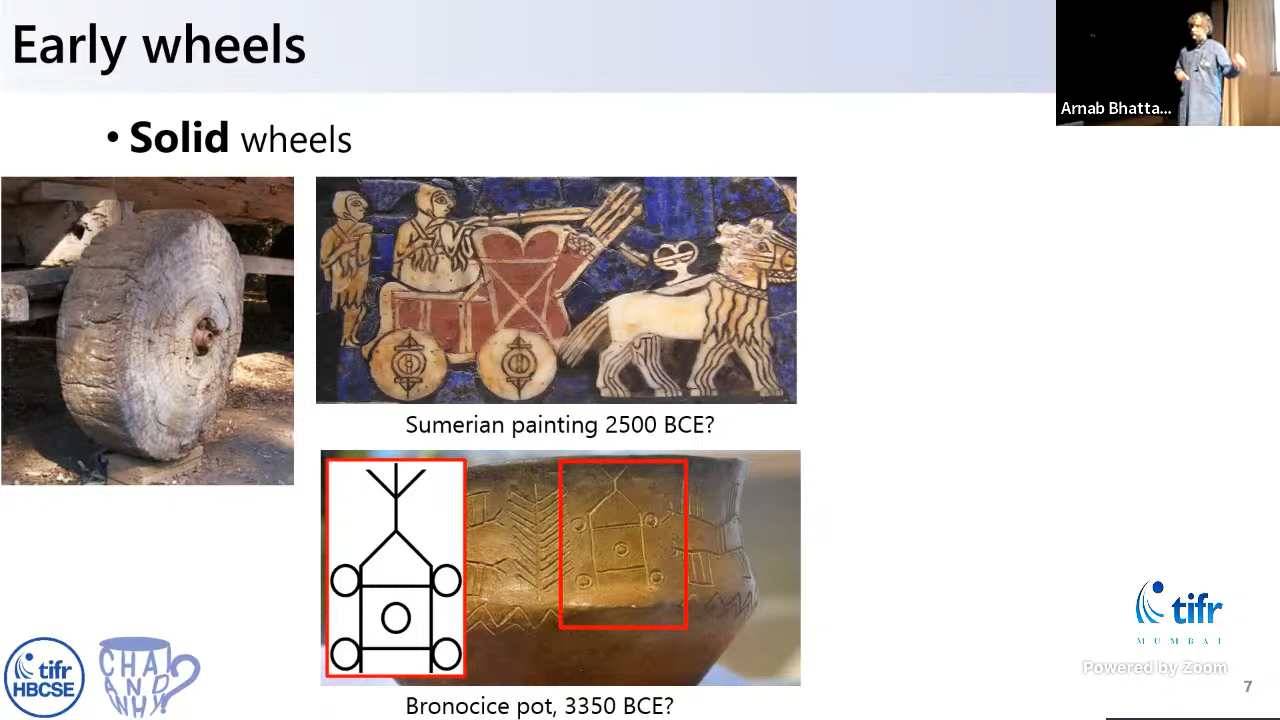 Early wheels
Arnab Bhatta...
• Solid wheels
Sumerian painting 2500 BCE?
Bronocice pot, 3350 BCE?
tifr
MUMBAI
Powered by Zoom
7
tifr
HBCSE
CHAI
AND
WHY?